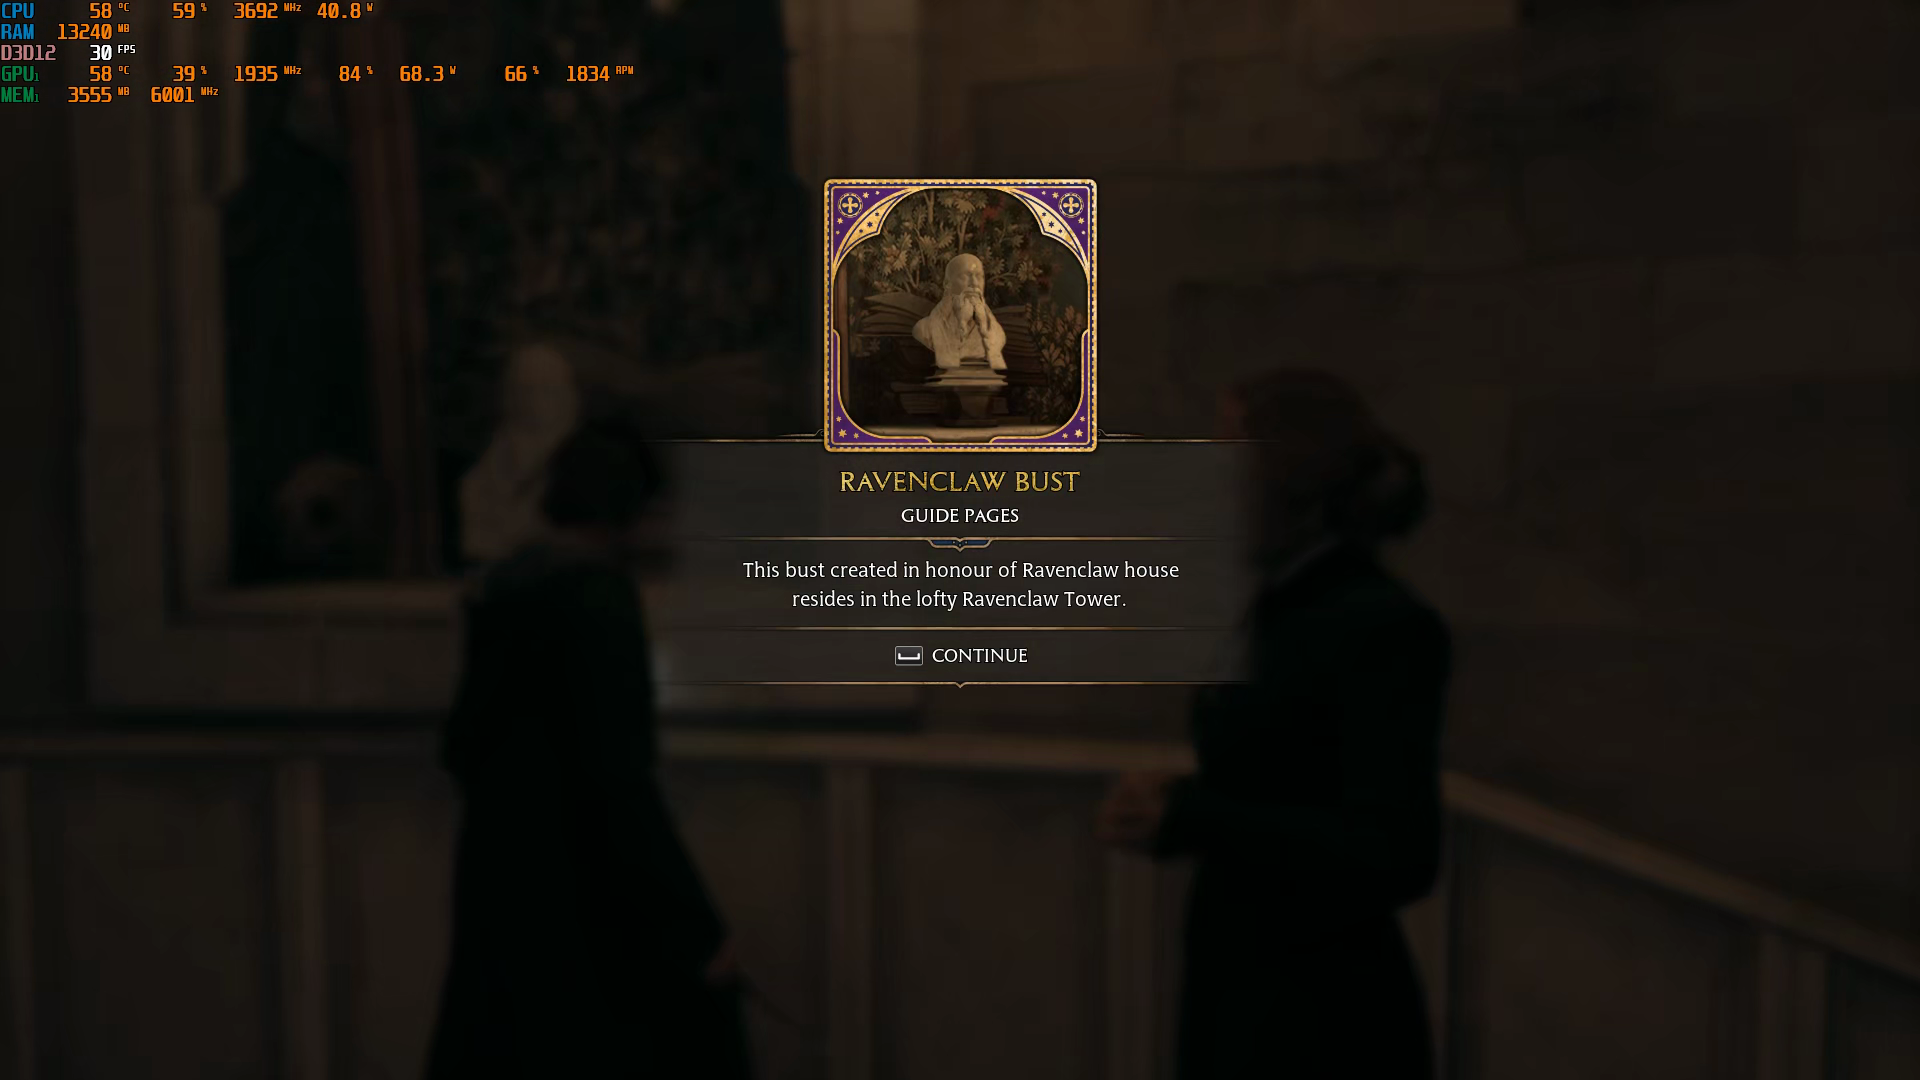 CPU 58 °C 59 % 3692 MHz 40.8 W
RAM 13240 MB
D3D12 30 FPS
GPU1 58 °C 39 % 1935 MHz 84 % 68.3 W 66 % 1834 RPM
MEM1 3555 MB 6001 MHz
RAVENCLAW BUST
GUIDE PAGES
This bust created in honour of Ravenclaw house
resides in the lofty Ravenclaw Tower.
CONTINUE